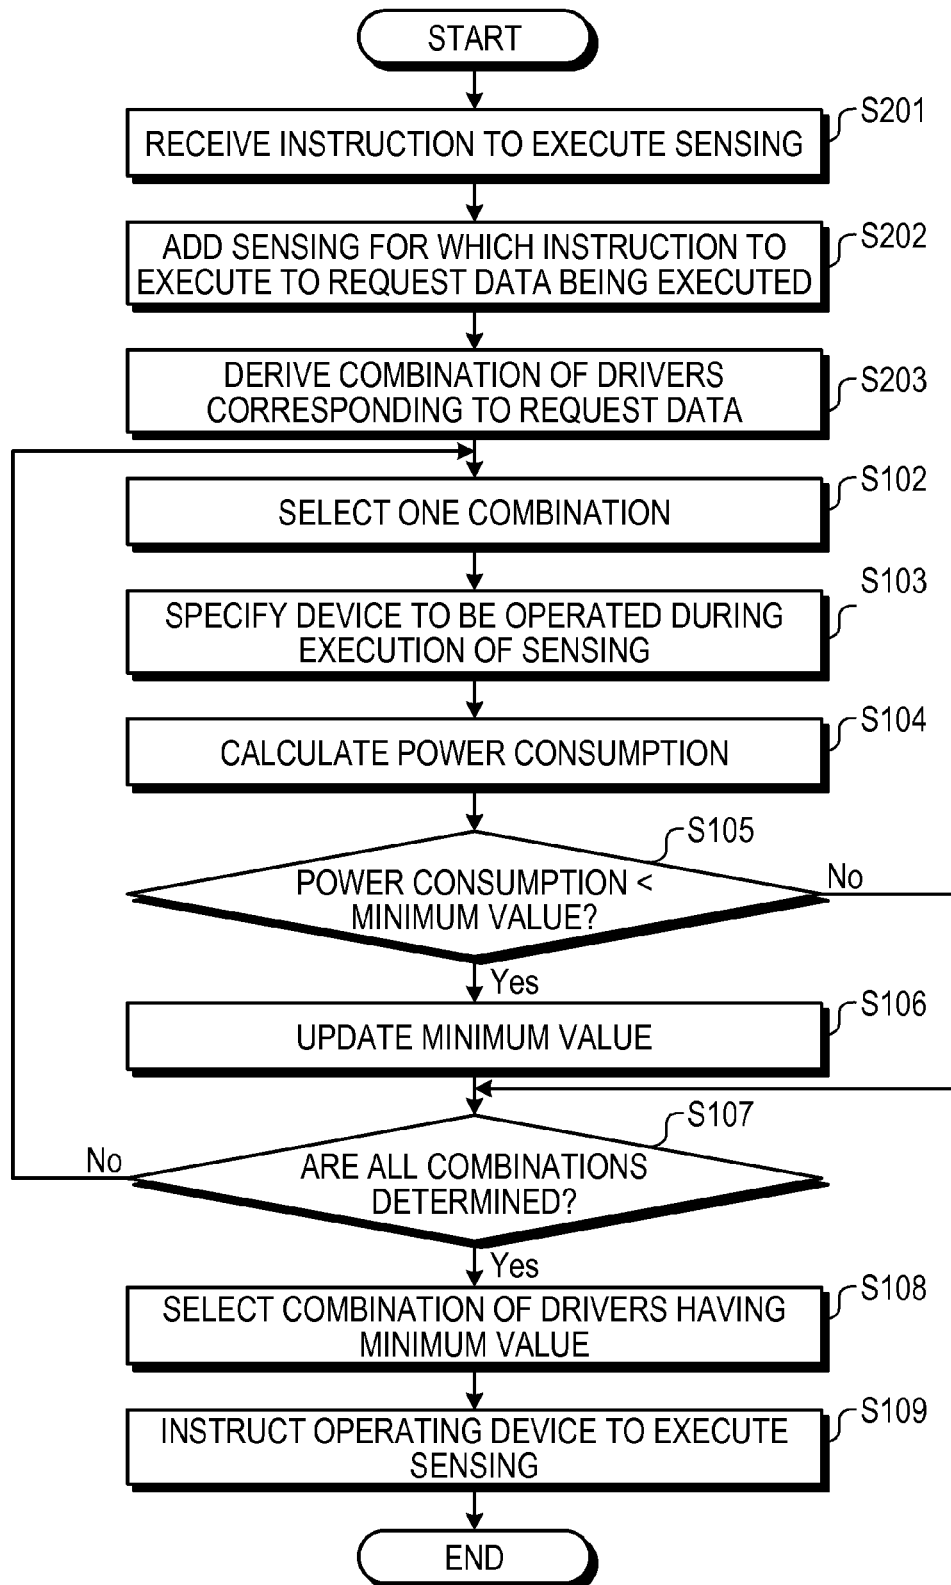 START
S201
RECEIVE INSTRUCTION TO EXECUTE SENSING
S202
ADD SENSING FOR WHICH INSTRUCTION TO
EXECUTE TO REQUEST DATA BEING EXECUTED
S203
DERIVE COMBINATION OF DRIVERS
CORRESPONDING TO REQUEST DATA
S102
SELECT ONE COMBINATION
S103
SPECIFY DEVICE TO BE OPERATED DURING
EXECUTION OF SENSING
S104
CALCULATE POWER CONSUMPTION
S105
POWER CONSUMPTION <
MINIMUM VALUE?
No
Yes
S106
UPDATE MINIMUM VALUE
S107
No
ARE ALL COMBINATIONS
DETERMINED?
Yes
S108
SELECT COMBINATION OF DRIVERS HAVING
MINIMUM VALUE
S109
INSTRUCT OPERATING DEVICE TO EXECUTE
SENSING
END